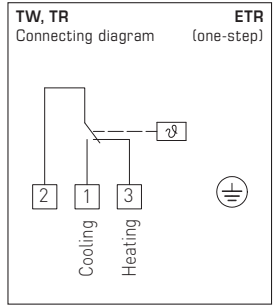 TW, TR ETR
Connecting diagram (one-step)
ϑ
2 1 3
Cooling
Heating